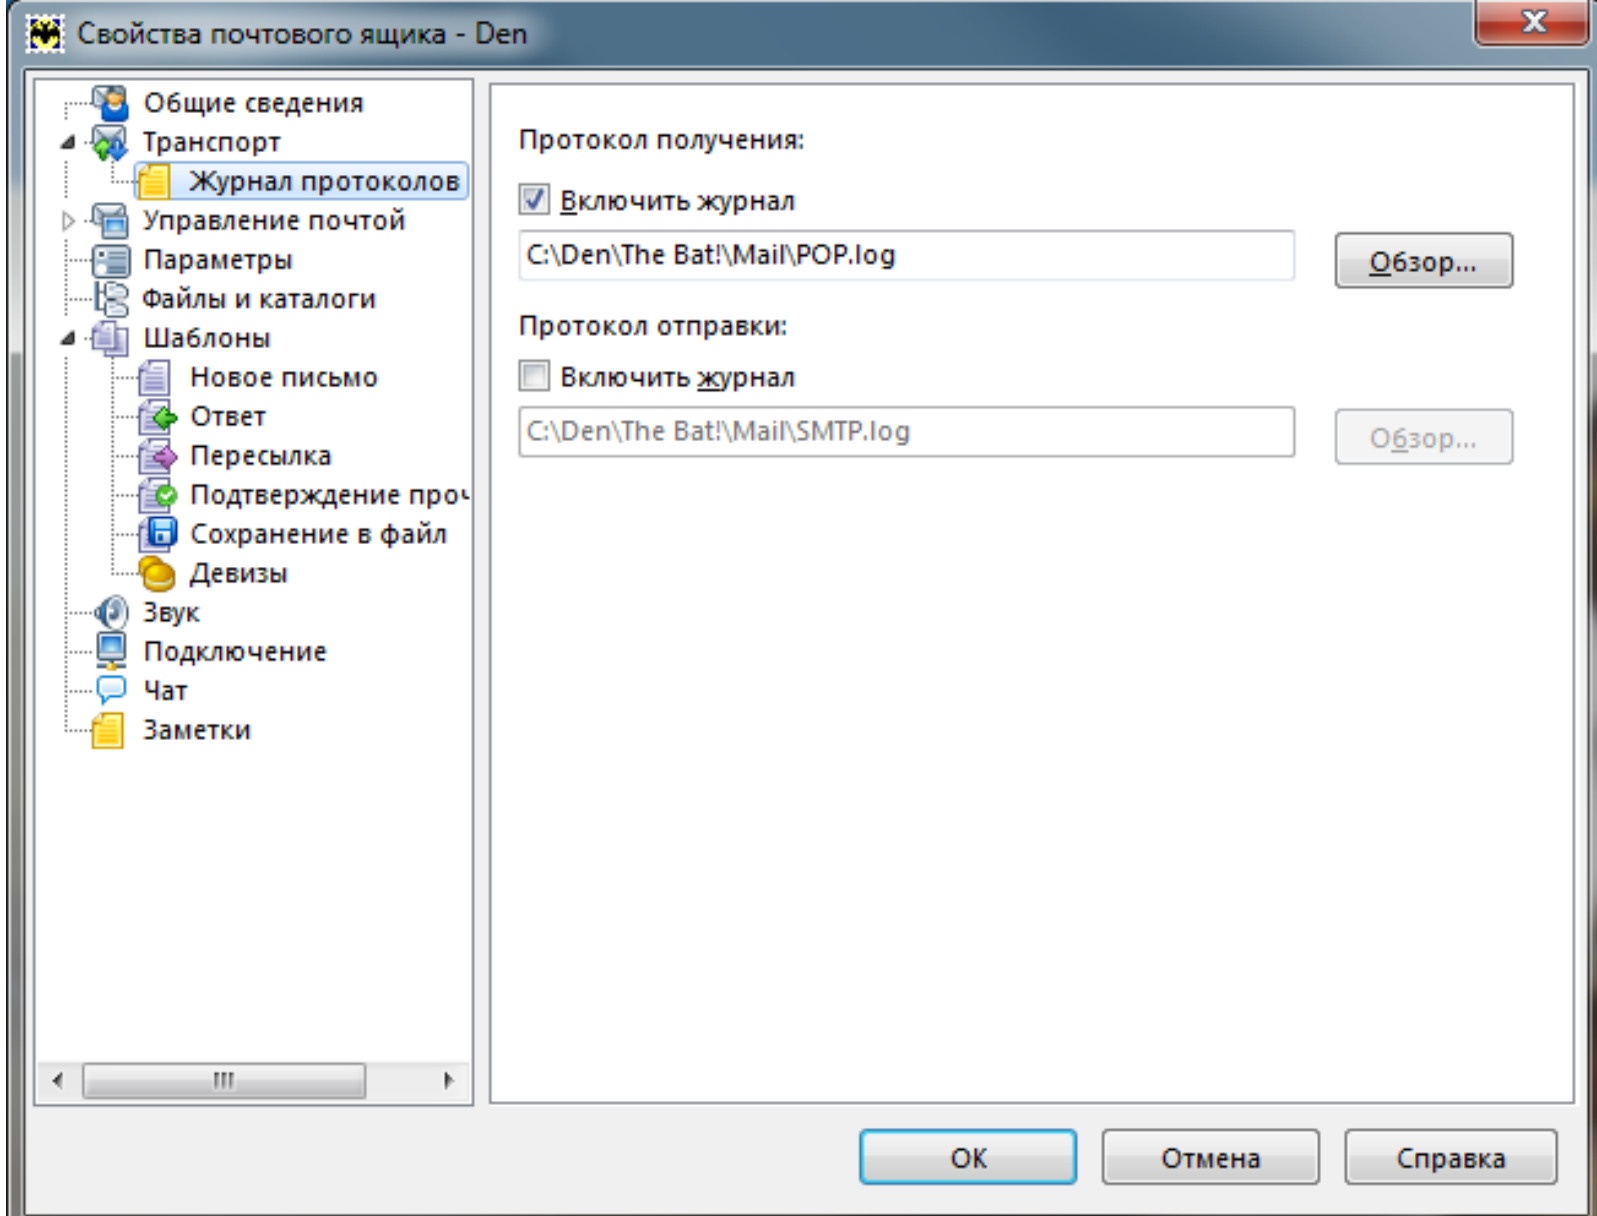 Свойства почтового ящика - Den
Общие сведения
Транспорт
Журнал протоколов
Управление почтой
Параметры
Файлы и каталоги
Шаблоны
Новое письмо
Ответ
Пересылка
Подтверждение проч
Сохранение в файл
Девизы
Звук
Подключение
Чат
Заметки
Протокол получения:
Включить журнал
C:\Den\The Bat!\Mail\POP.log
Обзор...
Протокол отправки:
Включить журнал
C:\Den\The Bat!\Mail\SMTP.log
Обзор...
ОК
Отмена
Справка